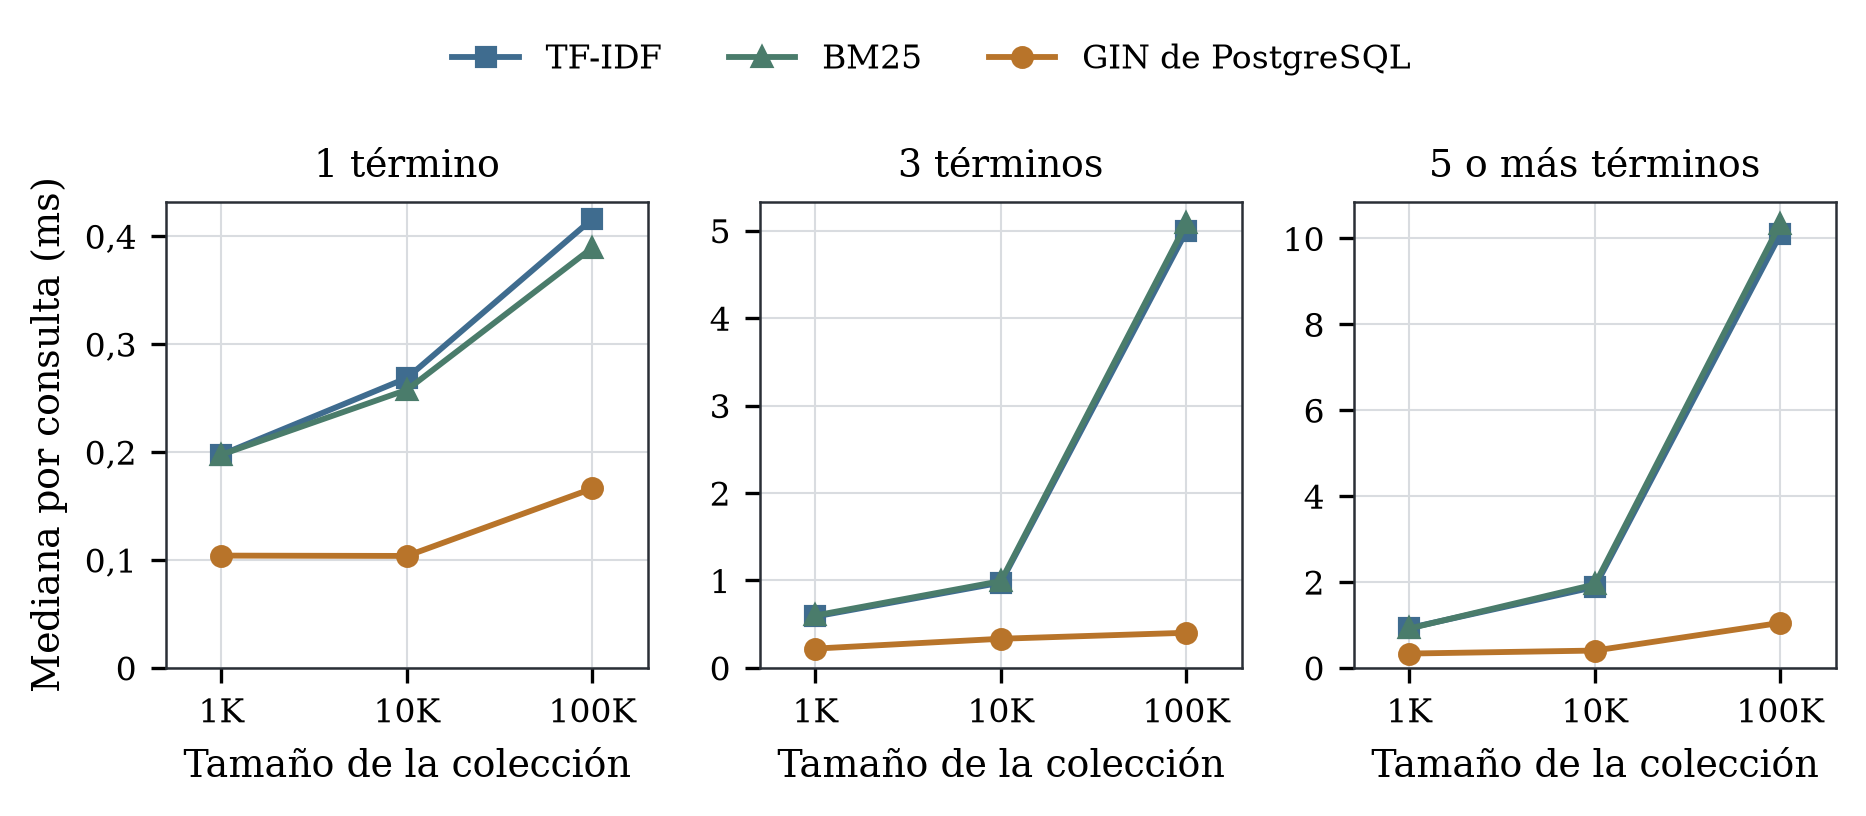 TF-IDF BM25 GIN de PostgreSQL
1 término 3 términos 5 o más términos
Mediana por consulta (ms)
0,4
0,3
0,2
0,1
0
1K 10K 100K
Tamaño de la colección
5
4
3
2
1
0
1K 10K 100K
Tamaño de la colección
10
8
6
4
2
0
1K 10K 100K
Tamaño de la colección